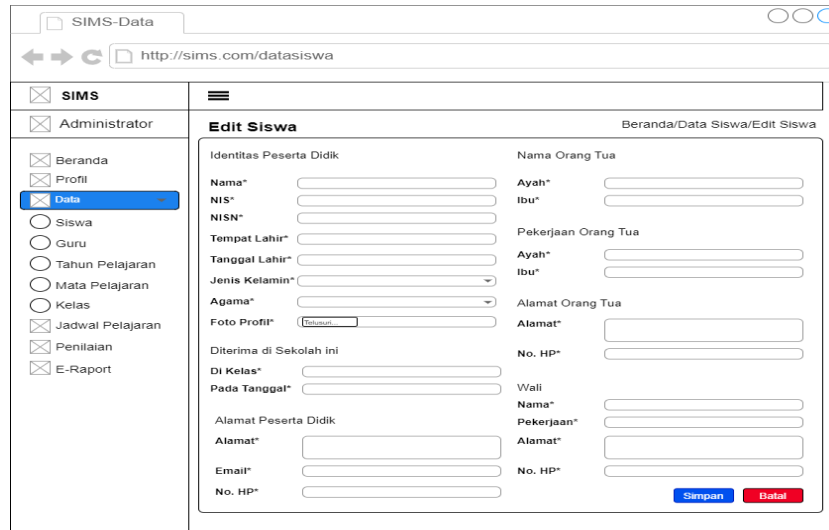 SIMS-Data
http://sims.com/datasiswa
SIMS
Administrator
Beranda
Profil
Data
Siswa
Guru
Tahun Pelajaran
Mata Pelajaran
Kelas
Jadwal Pelajaran
Penilaian
E-Raport
Edit Siswa
Beranda/Data Siswa/Edit Siswa
Identitas Peserta Didik
Nama*
NIS*
NISN*
Tempat Lahir*
Tanggal Lahir*
Jenis Kelamin*
Agama*
Foto Profil*
Telusuri...
Diterima di Sekolah ini
Di Kelas*
Pada Tanggal*
Alamat Peserta Didik
Alamat*
Email*
No. HP*
Nama Orang Tua
Ayah*
Ibu*
Pekerjaan Orang Tua
Ayah*
Ibu*
Alamat Orang Tua
Alamat*
No. HP*
Wali
Nama*
Pekerjaan*
Alamat*
No. HP*
Simpan
Batal